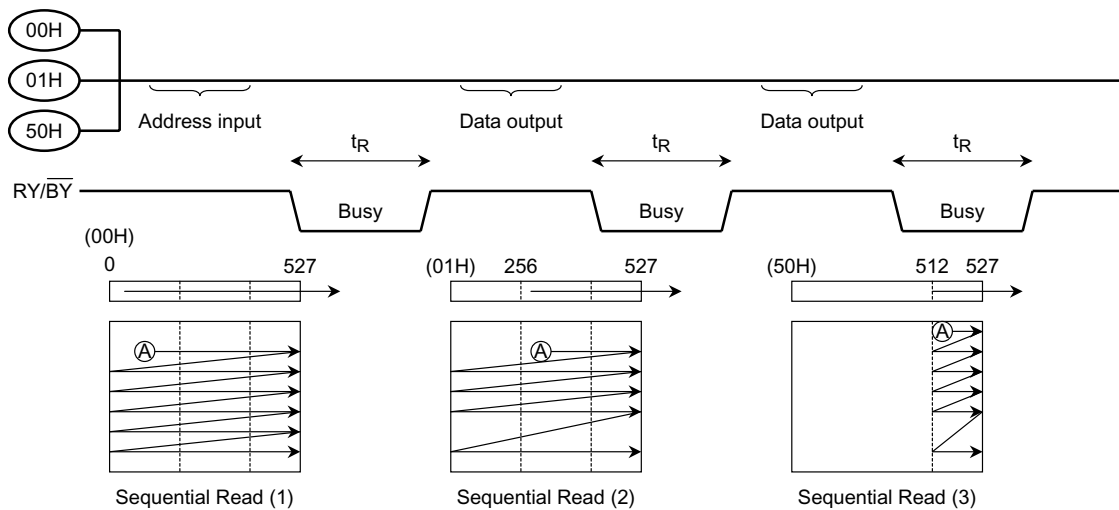 00H
01H
50H
Address input
Data output
Data output
tR
tR
tR
RY/BY
Busy
Busy
Busy
(00H)
0
527
(01H)
256
527
(50H)
512
527
A
A
A
Sequential Read (1)
Sequential Read (2)
Sequential Read (3)